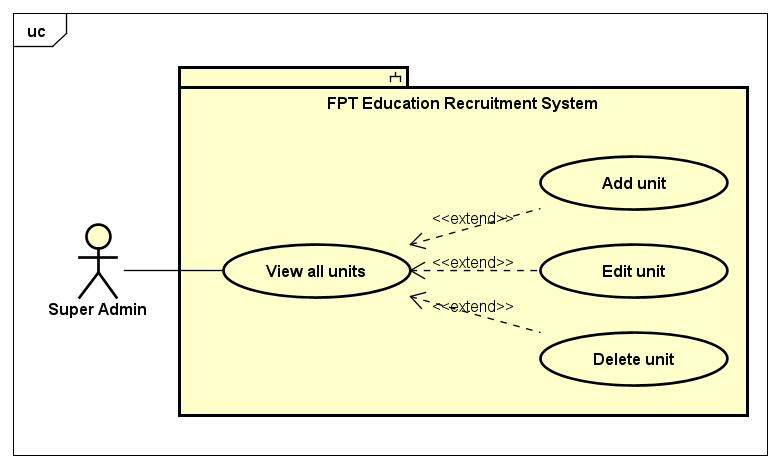 uc
FPT Education Recruitment System
Add unit
<<extend>>
View all units
<<extend>>
Edit unit
<<extend>>
Super Admin
Delete unit